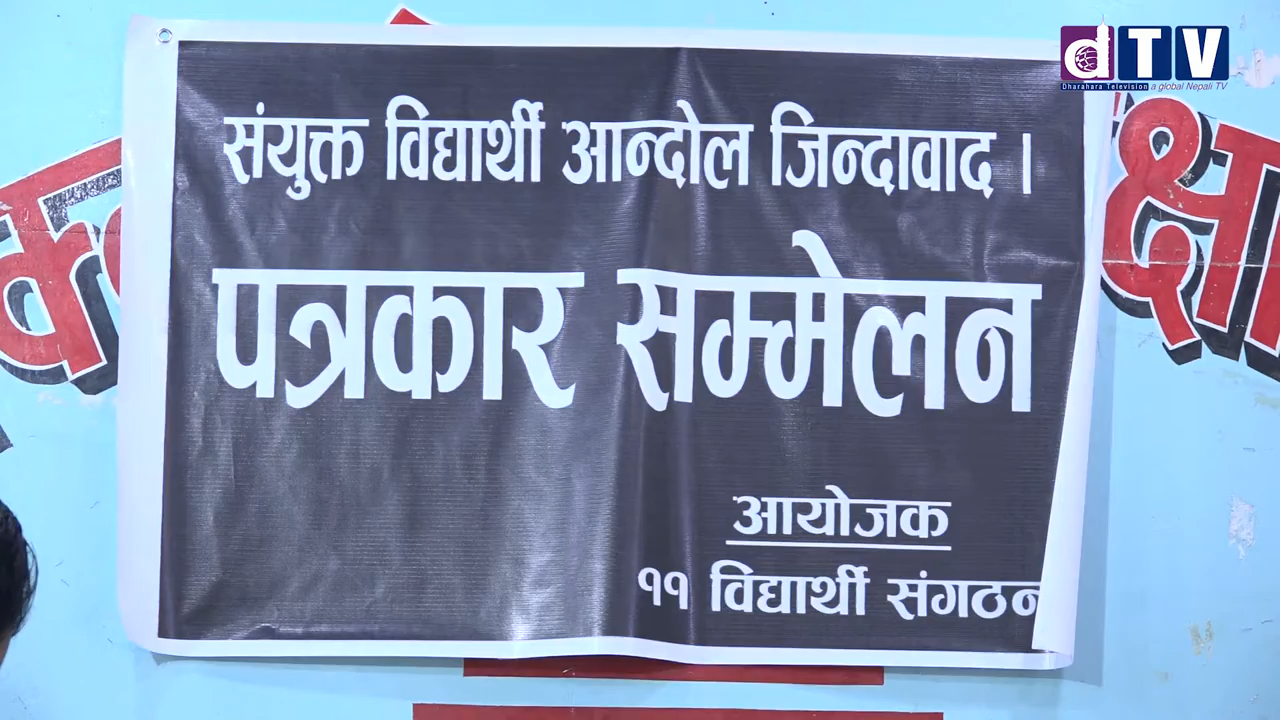 dTV
Dharahara Television a global Nepali TV
संयुक्त विद्यार्थी आन्दोल जिन्दावाद ।
पत्रकार सम्मेलन
आयोजक
११ विद्यार्थी संगठन
क
क्षा